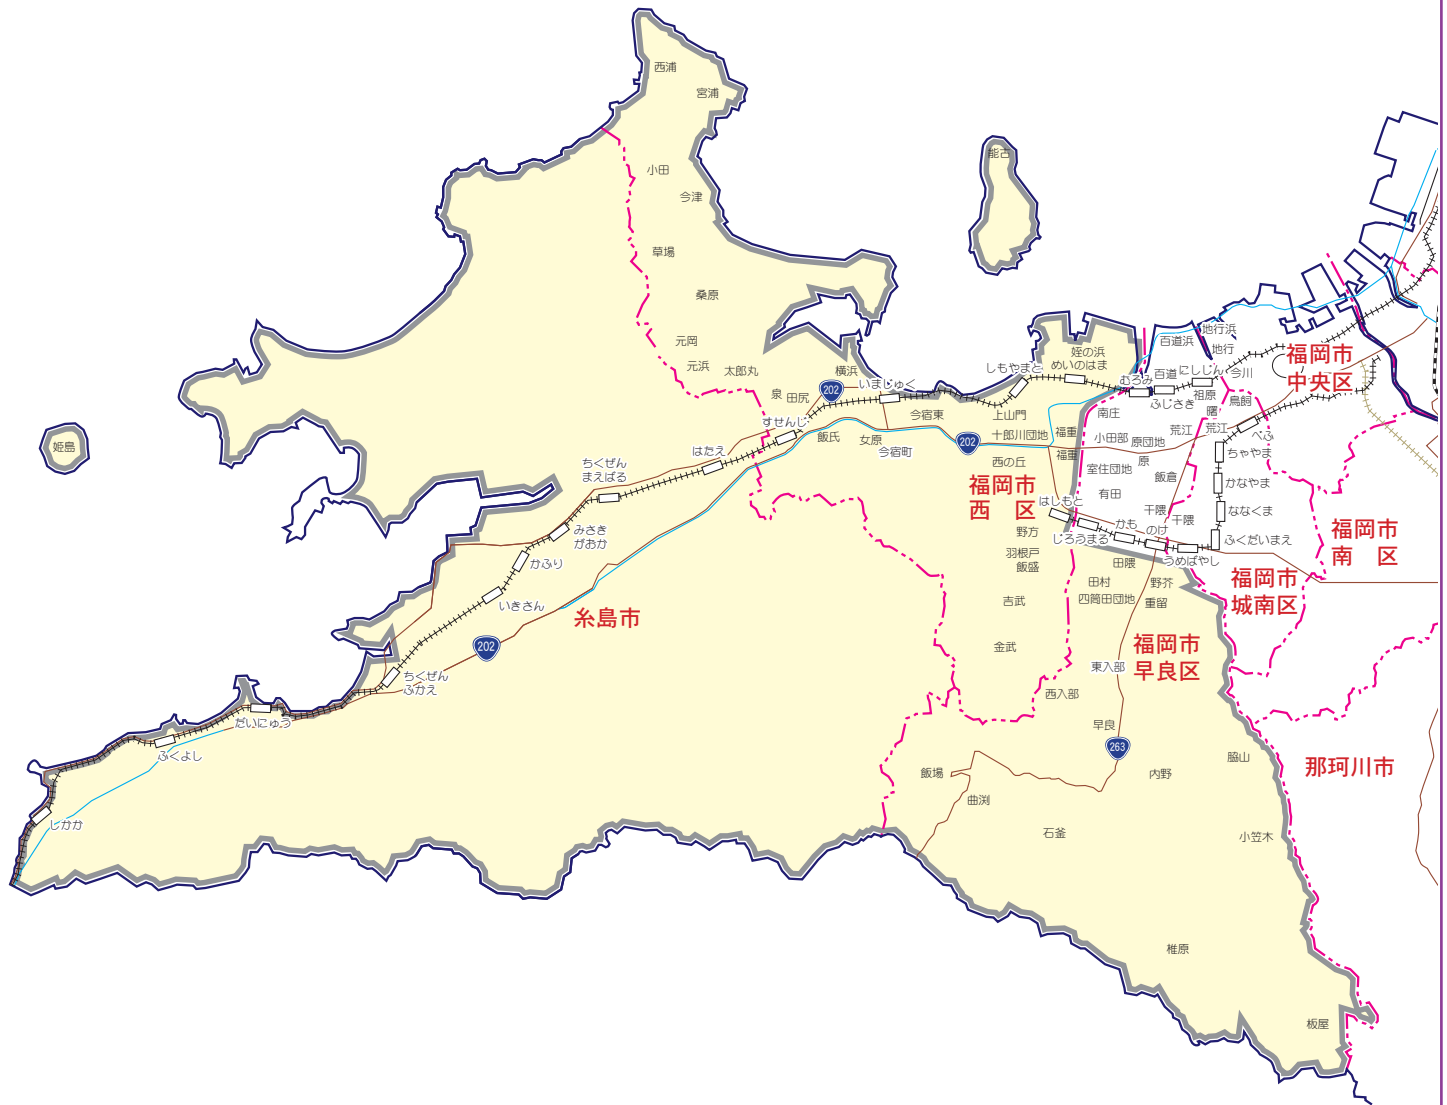 西浦
宮浦
能古
小田
今津
草場
桑原
元岡
元浜
太郎丸
横浜
泉
田尻
202
いまじゅく
しもやまと
姪の浜
めいのはま
むろみ
百道浜
地行浜
地行
百道
にしじん
今川
ふじさき
祖原
曙
鳥飼
福岡市
中央区
姫島
すせんじ
飯氏
女原
今宿東
今宿町
202
上山門
十郎川団地
福重
福重
南庄
小田部
原団地
荒江
荒江
べふ
原
ちゃやま
はたえ
ちくぜん
まえばる
西の丘
室住団地
飯倉
かなやま
福岡市
西区
有田
はしもと
干隈
干隈
ななくま
みさき
がおか
野方
じろうまる
かも
のけ
うめばやし
ふくだいまえ
福岡市
南区
かふり
羽根戸
飯盛
田隈
田村
野芥
福岡市
城南区
いきさん
吉武
四箇田団地
重留
糸島市
202
金武
福岡市
早良区
東入部
西入部
ちくぜん
ふかえ
だいにゅう
早良
263
ふくよし
飯場
内野
脇山
那珂川市
曲渕
しかか
石釜
小笠木
椎原
板屋